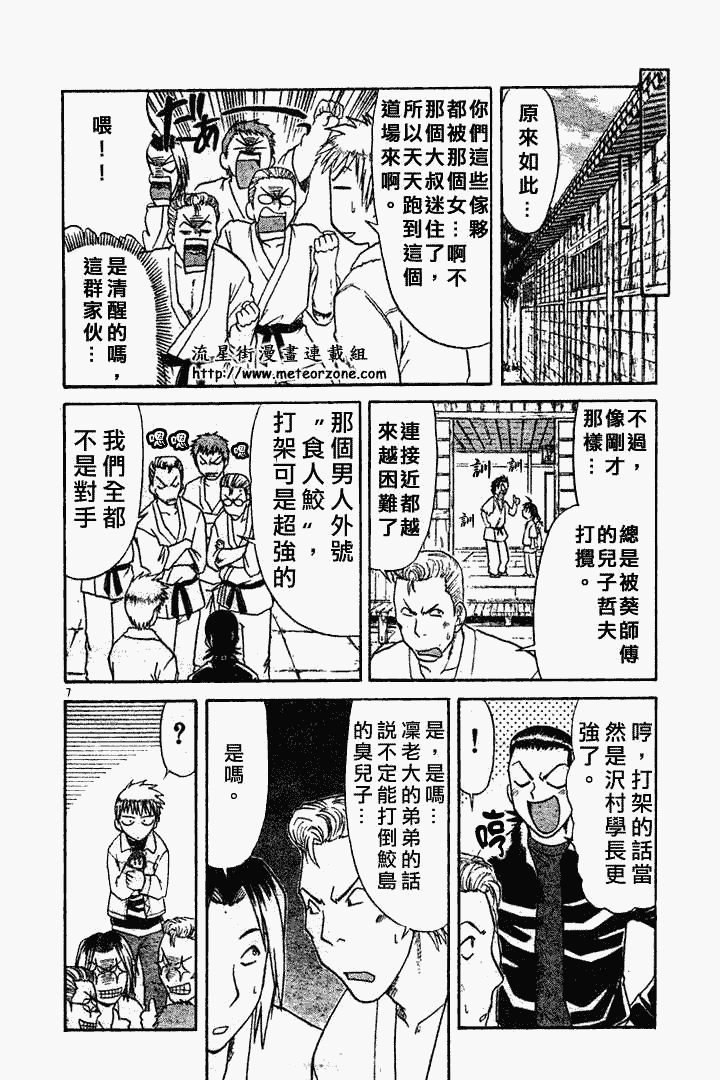 原來如此…
你們這些傢夥
都被那個女…啊不
那個大叔迷住了，
所以天天跑到這個
道場來啊。
喂！！
是清醒的嗎，
這群家伙…
流星街漫畫連載組
http://www.meteorzone.com
不過，
像剛才
那樣…
總是被葵師傅
的兒子哲夫
打攪。
連接近都越
來越困難了
訓
訓
訓
那個男人外號
"食人鮫"，
打架可是超強的
嗯
嗯
嗯
我們全都
不是對手
7
哼，打架的話當
然是沢村學長更
強了。
！
哼
是，是嗎…
凜老大的弟弟的話
說不定能打倒鮫島
的臭兒子…
是嗎。
？